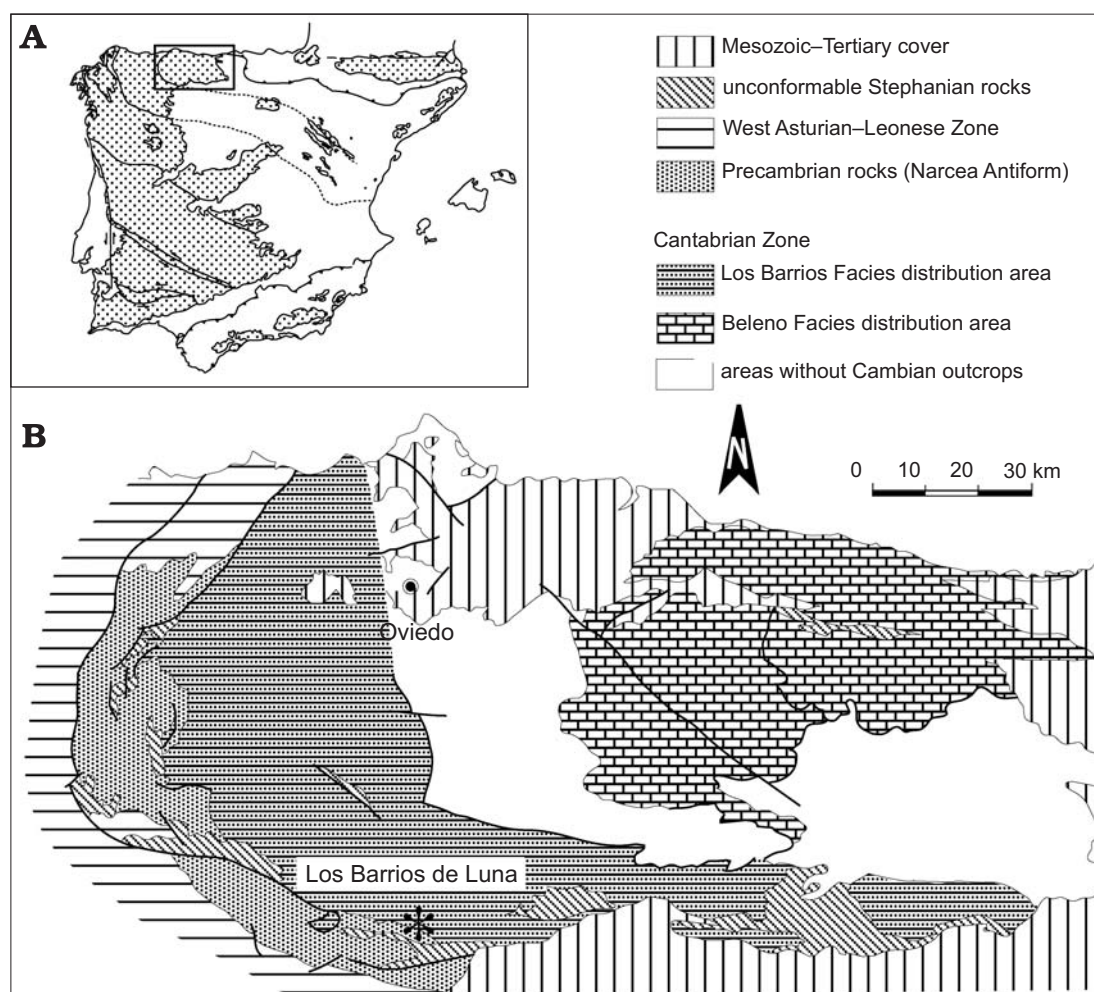 A
Mesozoic–Tertiary cover
unconformable Stephanian rocks
West Asturian–Leonese Zone
Precambrian rocks (Narcea Antiform)
Cantabrian Zone
Los Barrios Facies distribution area
Beleno Facies distribution area
areas without Cambian outcrops
B
N
0 10 20 30 km
Oviedo
Los Barrios de Luna